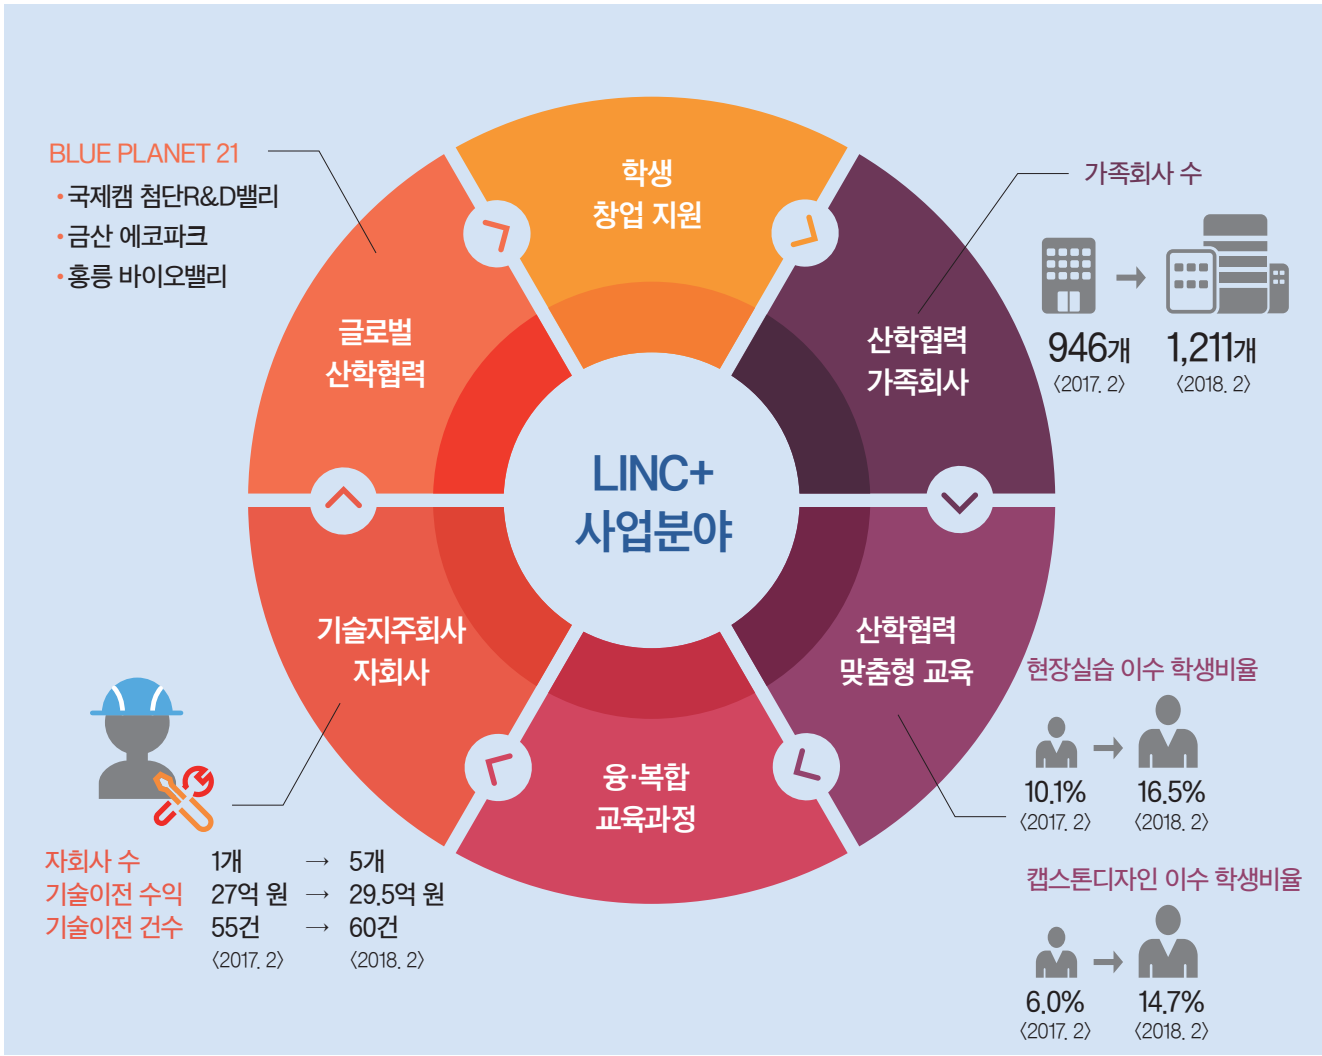 BLUE PLANET 21
• 국제캠 첨단R&D밸리
• 금산 에코파크
• 홍릉 바이오밸리
학생
창업 지원
가족회사 수
946개 → 1,211개
〈2017. 2〉 〈2018. 2〉
글로벌
산학협력
산학협력
가족회사
LINC+
사업분야
기술지주회사
자회사
산학협력
맞춤형 교육
융·복합
교육과정
현장실습 이수 학생비율
10.1% → 16.5%
〈2017. 2〉 〈2018. 2〉
자회사 수 1개 → 5개
기술이전 수익 27억 원 → 29.5억 원
기술이전 건수 55건 → 60건
〈2017. 2〉 〈2018. 2〉
캡스톤디자인 이수 학생비율
6.0% → 14.7%
〈2017. 2〉 〈2018. 2〉